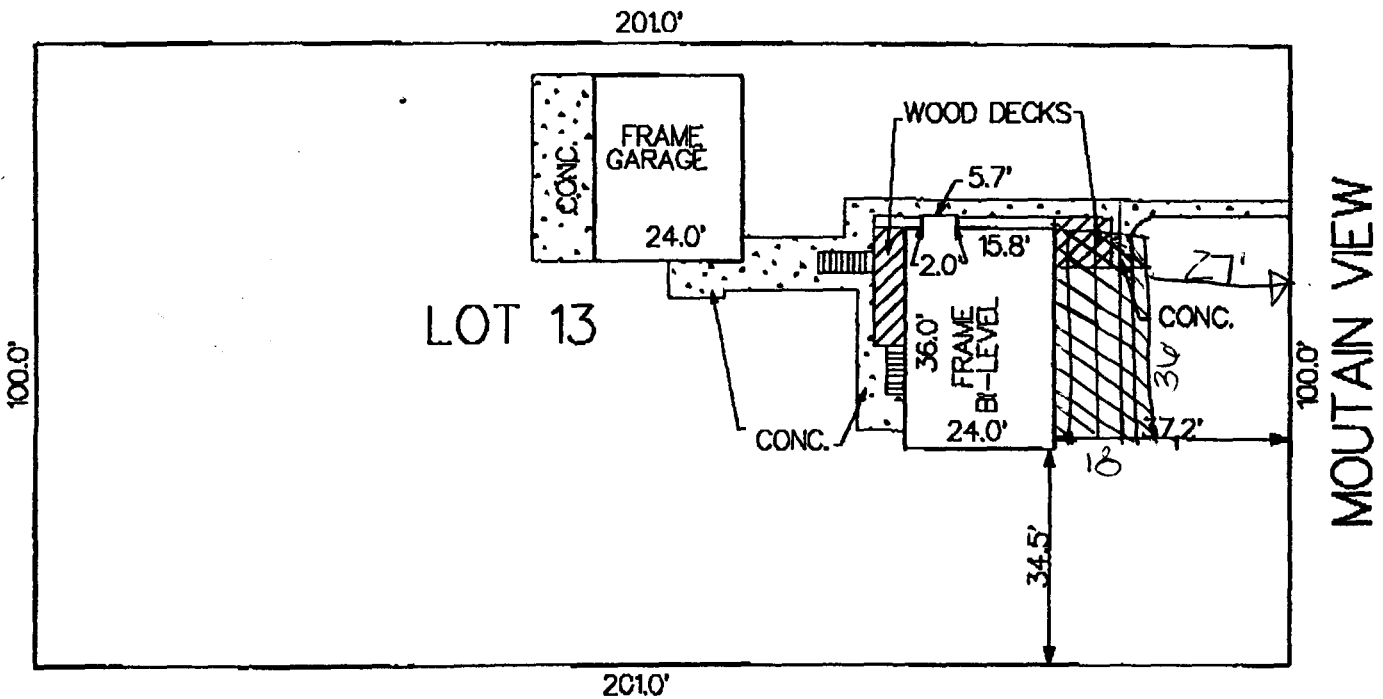 201.0'
WOOD DECKS
FRAME
GARAGE
CONC.
5.7'
24.0'
2.0'
15.8'
27'
CONC.
LOT 13
36.0'
FRAME
BI-LEVEL
36
100.0'
100.0'
MOUTAIN VIEW
CONC.
24.0'
37.2'
18
34.5'
201.0'